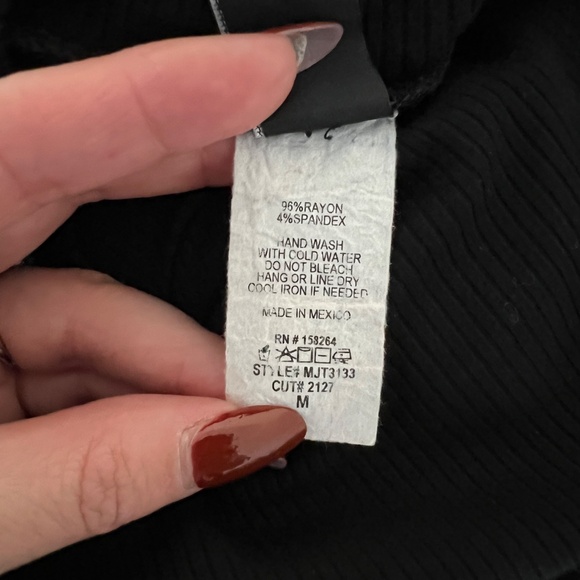 96%RAYON
4%SPANDEX
HAND WASH
WITH COLD WATER
DO NOT BLEACH
HANG OR LINE DRY
COOL IRON IF NEEDED
MADE IN MEXICO
RN # 158264
STYLE# MJT3133
CUT# 2127
M